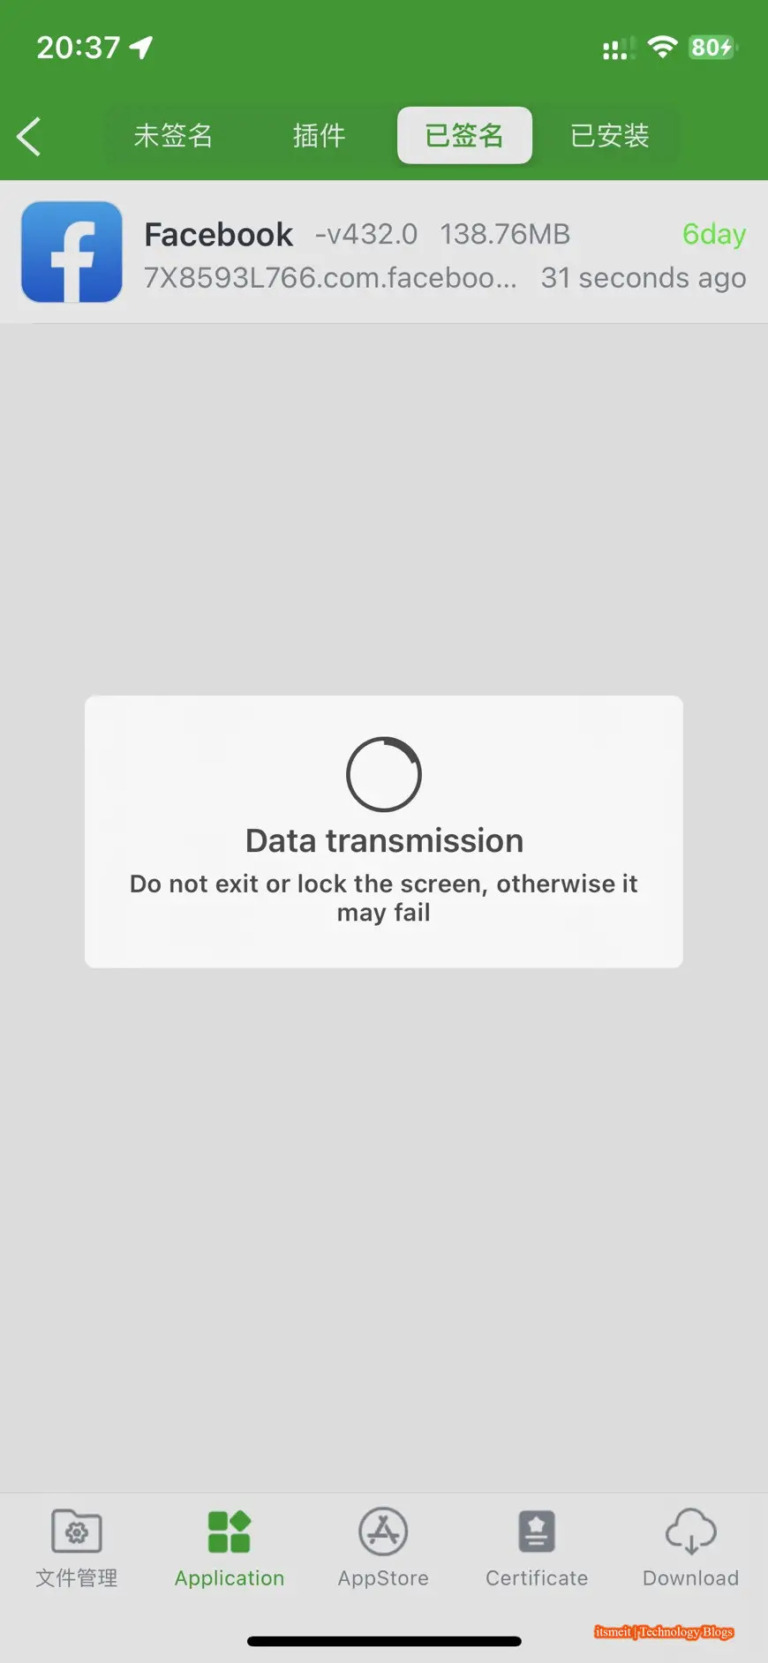 20:37
80
未签名 插件 已签名 已安装
Facebook -v432.0 138.76MB 6day
7X8593L766.com.faceboo... 31 seconds ago
Data transmission
Do not exit or lock the screen, otherwise it
may fail
文件管理 Application AppStore Certificate Download
itsmeit | Technology Blogs